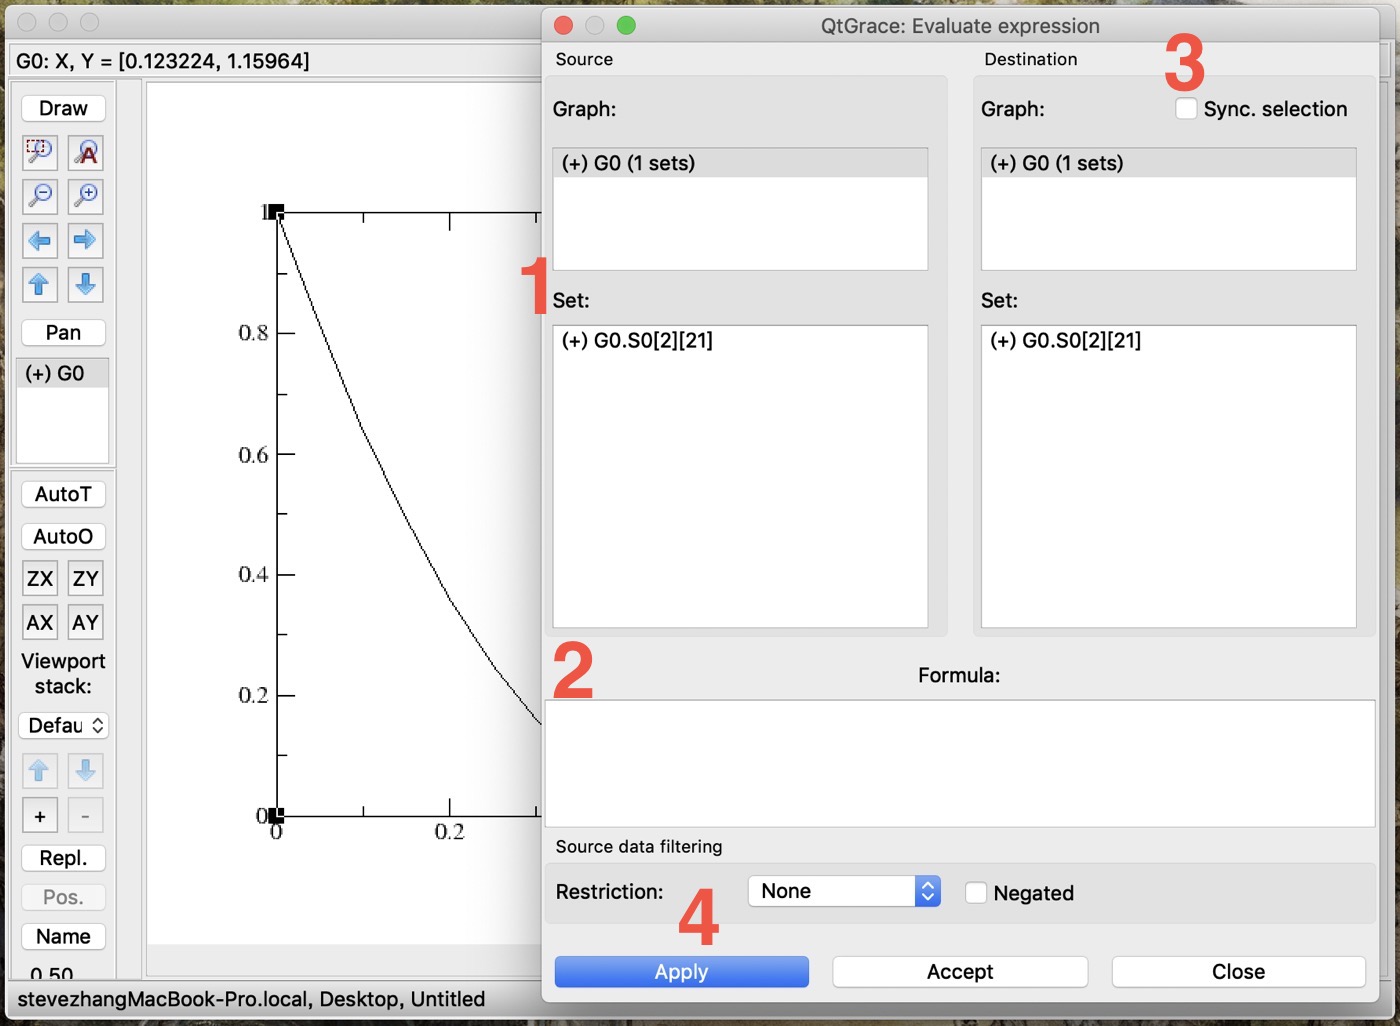 QtGrace: Evaluate expression
G0: X, Y = [0.123224, 1.15964]
Draw
A
Pan
(+) G0
AutoT
AutoO
ZX ZY
AX AY
Viewport
stack:
Defau
+ -
Repl.
Pos.
Name
0.50
1
0.8
0.6
0.4
0.2
0
0 0.2
Source
Graph:
(+) G0 (1 sets)
1
Set:
(+) G0.S0[2][21]
Destination
3
Graph: Sync. selection
(+) G0 (1 sets)
Set:
(+) G0.S0[2][21]
2
Formula:
Source data filtering
Restriction: None Negated
4
Apply Accept Close
stevezhangMacBook-Pro.local, Desktop, Untitled